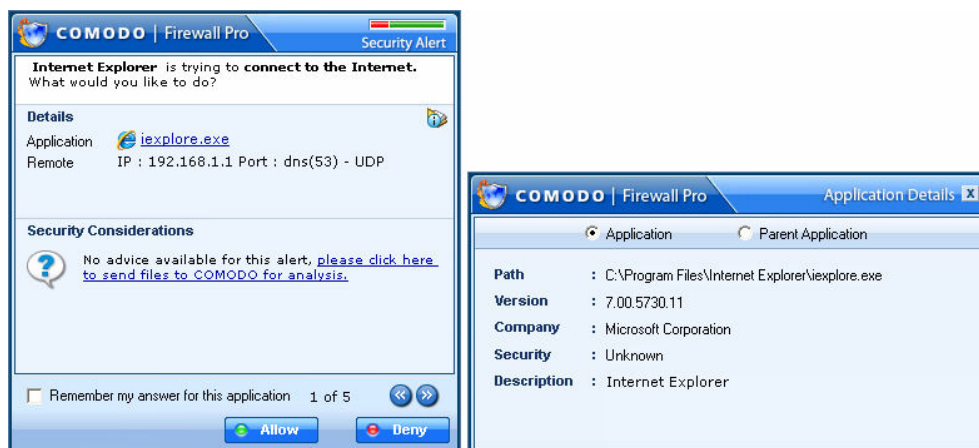 COMODO | Firewall Pro
Security Alert
Internet Explorer is trying to connect to the Internet.
What would you like to do?
Details
Application iexplore.exe
Remote IP : 192.168.1.1 Port : dns(53) - UDP
Security Considerations
No advice available for this alert, please click here
to send files to COMODO for analysis.
Remember my answer for this application 1 of 5
Allow Deny
COMODO | Firewall Pro Application Details X
Application Parent Application
Path : C:\Program Files\Internet Explorer\iexplore.exe
Version : 7.00.5730.11
Company : Microsoft Corporation
Security : Unknown
Description : Internet Explorer